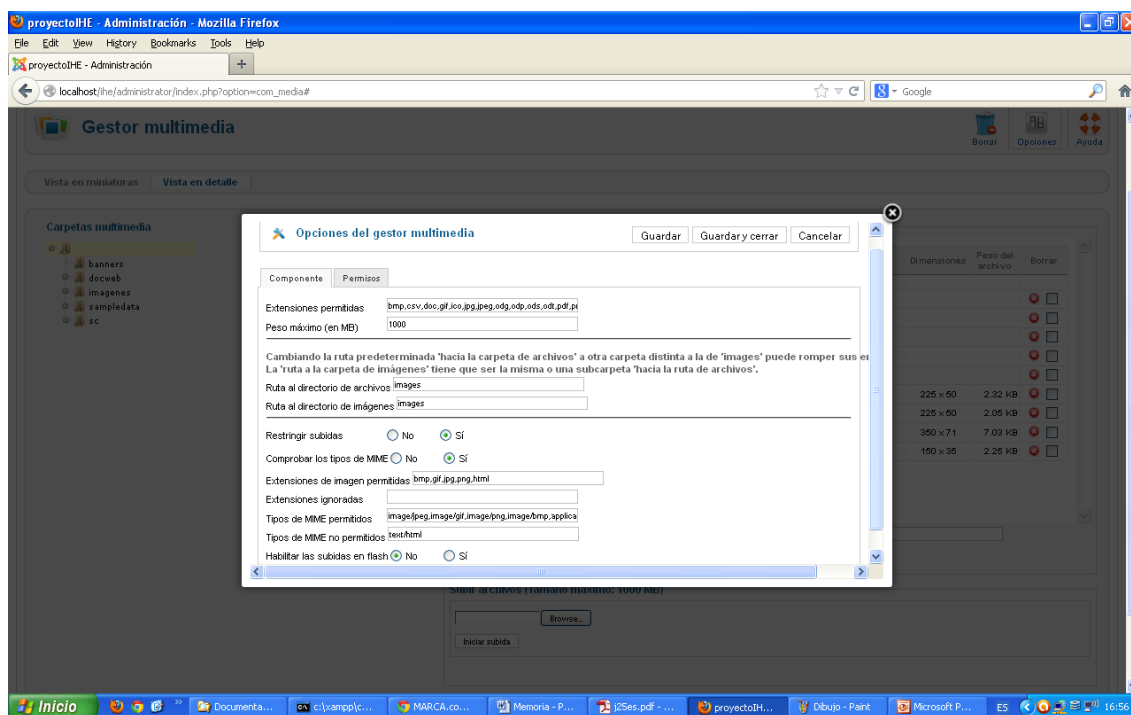 proyectoIHE - Administración - Mozilla Firefox
File Edit View History Bookmarks Tools Help
proyectoIHE - Administración +
localhost/ihe/administrator/index.php?option=com_media#
Google
Gestor multimedia
Borrar Opciones Ayuda
Vista en miniaturas Vista en detalle
Carpetas multimedia
banners
docweb
imagenes
sampledata
sc
Dimensiones Peso del archivo Borrar
225 x 50 2.32 KB
225 x 50 2.05 KB
350 x 71 7.03 KB
150 x 35 2.25 KB
Opciones del gestor multimedia
Guardar Guardar y cerrar Cancelar
Componente Permisos
Extensiones permitidas bmp,csv,doc,gif,ico,jpg,jpeg,odg,odp,ods,odt,pdf,p
Peso máximo (en MB) 1000
Cambiando la ruta predeterminada 'hacia la carpeta de archivos' a otra carpeta distinta a la de 'images' puede romper sus e
La 'ruta a la carpeta de imágenes' tiene que ser la misma o una subcarpeta 'hacia la ruta de archivos'.
Ruta al directorio de archivos images
Ruta al directorio de imágenes images
Restringir subidas No Sí
Comprobar los tipos de MIME No Sí
Extensiones de imagen permitidas bmp,gif,jpg,png,html
Extensiones ignoradas
Tipos de MIME permitidos image/jpeg,image/gif,image/png,image/bmp,applica
Tipos de MIME no permitidos text/html
Habilitar las subidas en flash No Sí
Subir archivos (Tamaño máximo: 1000 MB)
Browse...
Iniciar subida
Inicio Documenta... c:\xampp\c... MARCA.co... Memoria - P... j25es.pdf - ... proyectoIH... Dibujo - Paint Microsoft P... ES 16:56